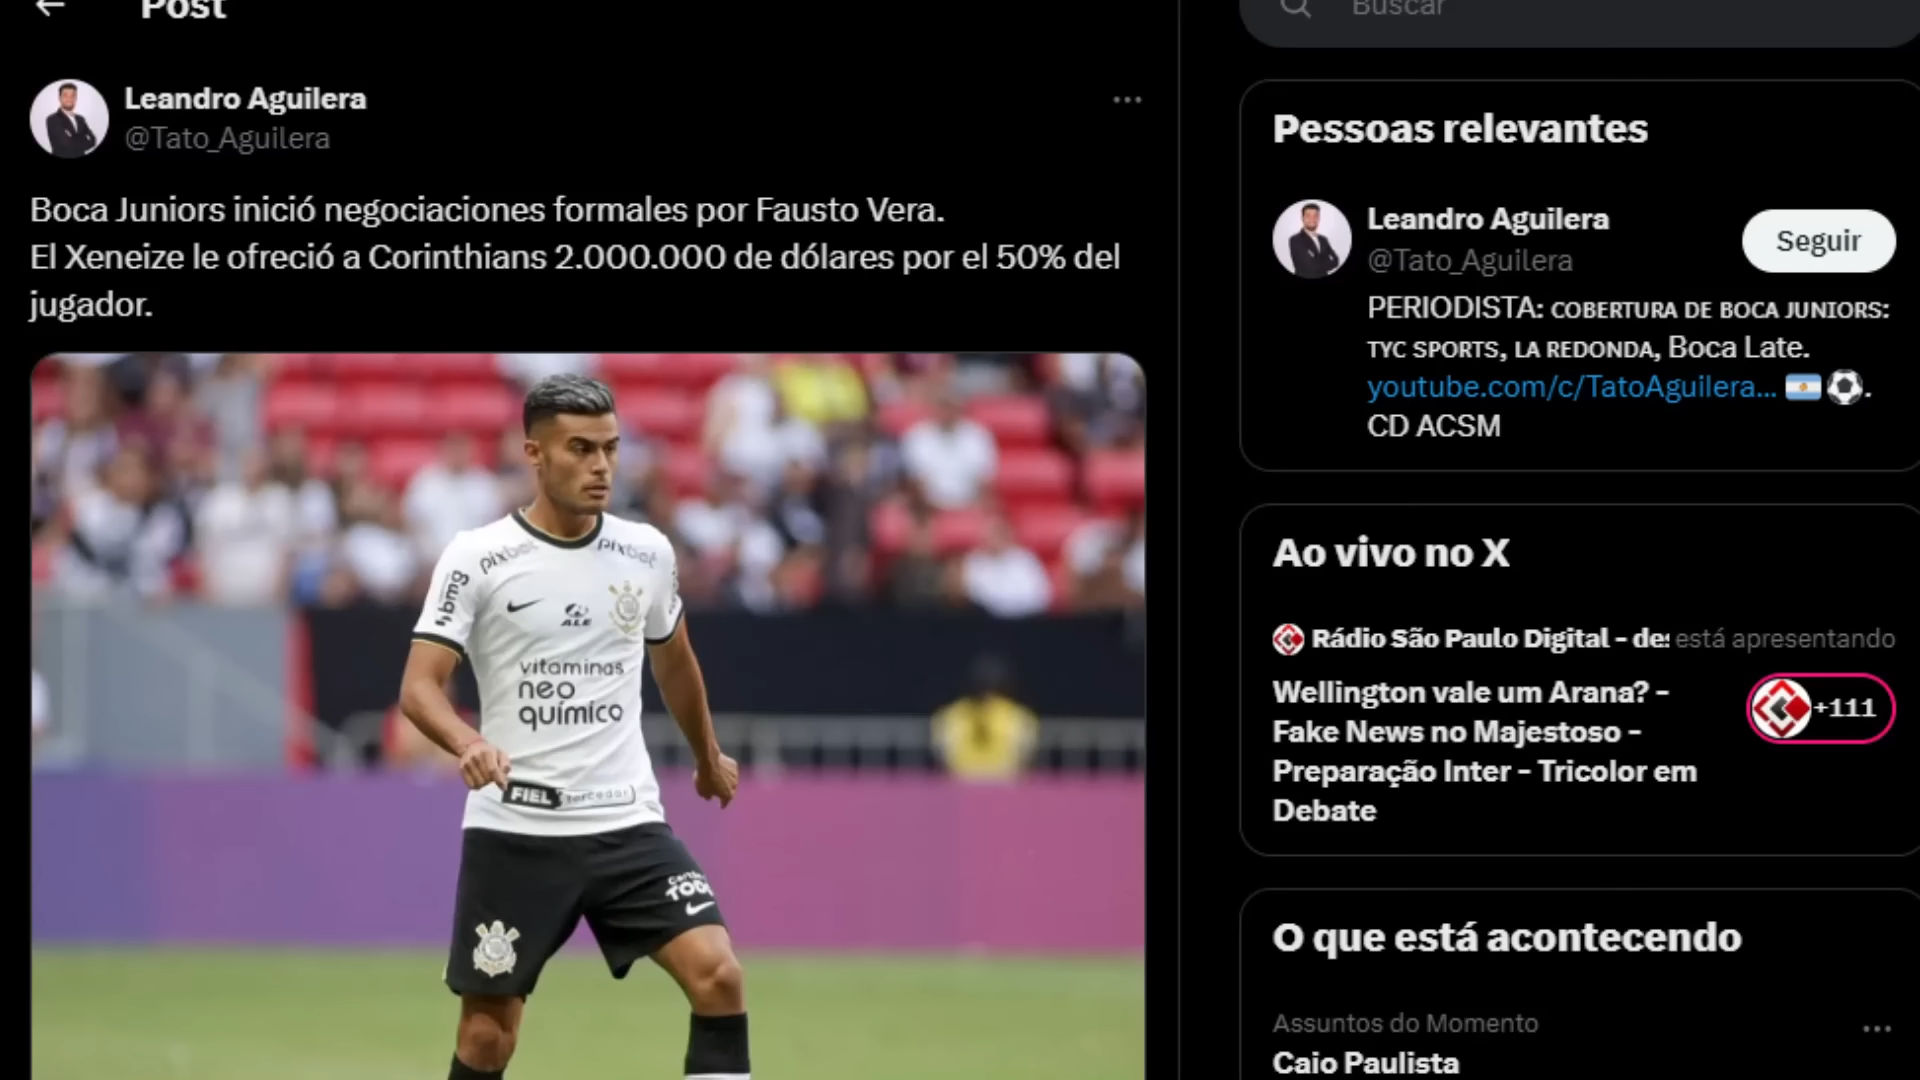 Post
Leandro Aguilera
@Tato_Aguilera
Boca Juniors inició negociaciones formales por Fausto Vera.
El Xeneize le ofreció a Corinthians 2.000.000 de dólares por el 50% del
jugador.
pixbet pixbet
bmg
ALE
vitaminas
neo
química
FIEL torcedor
TODO
Buscar
Pessoas relevantes
Leandro Aguilera
@Tato_Aguilera
Seguir
PERIODISTA: COBERTURA DE BOCA JUNIORS:
TYC SPORTS, LA REDONDA, Boca Late.
youtube.com/c/TatoAguilera...
CD ACSM
Ao vivo no X
Rádio São Paulo Digital - de: está apresentando
Wellington vale um Arana? -
Fake News no Majestoso -
Preparação Inter - Tricolor em
Debate
+111
O que está acontecendo
Assuntos do Momento
Caio Paulista